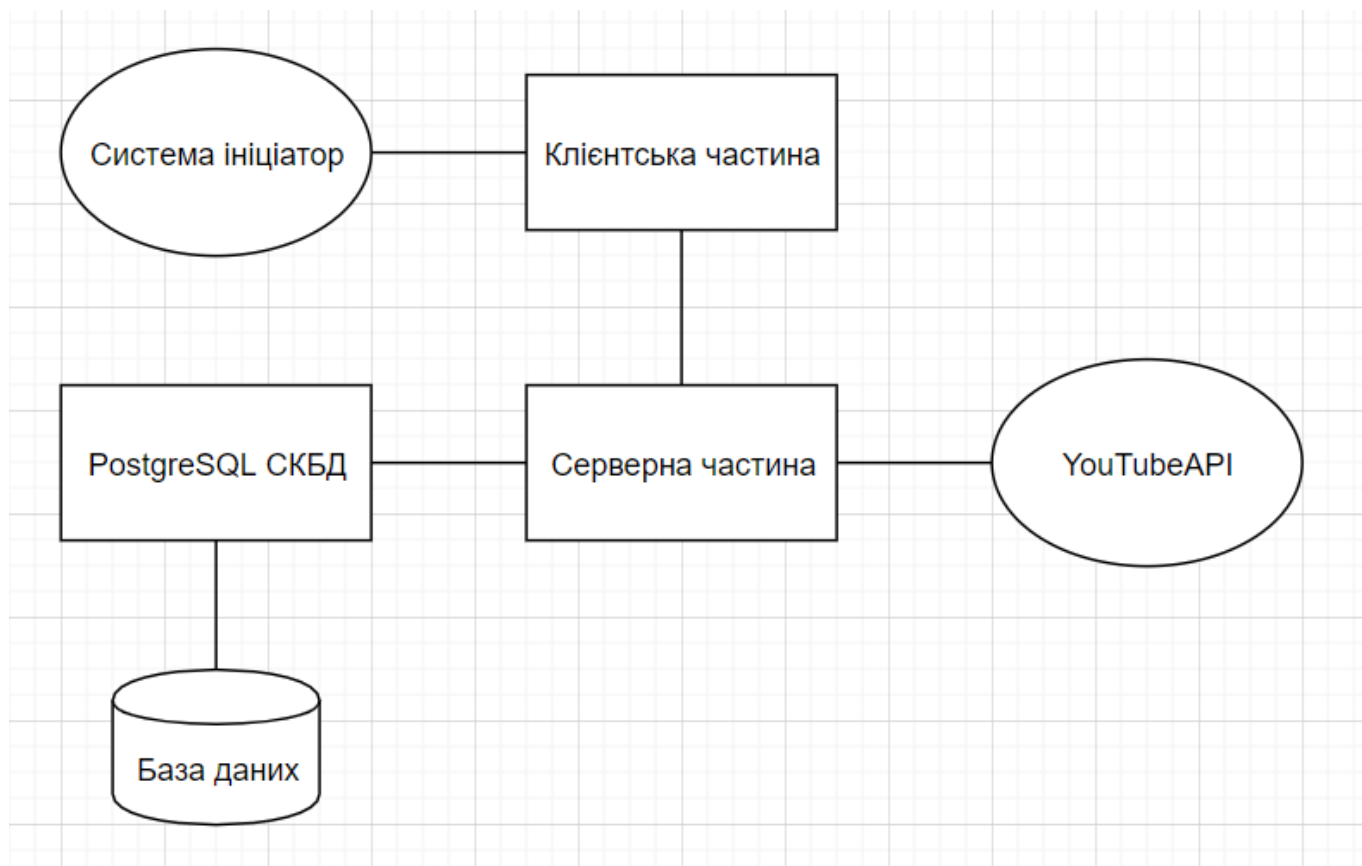 Система ініціатор
Клієнтська частина
PostgreSQL СКБД
Серверна частина
YouTubeAPI
База даних